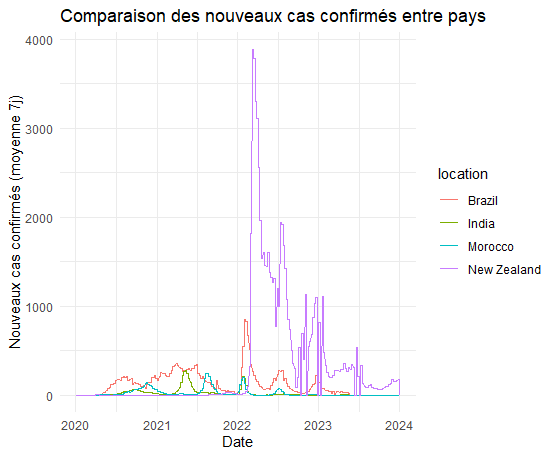 Comparaison des nouveaux cas confirmés entre pays
Nouveaux cas confirmés (moyenne 7j)
4000
3000
2000
1000
0
2020
2021
2022
2023
2024
Date
location
Brazil
India
Morocco
New Zealand